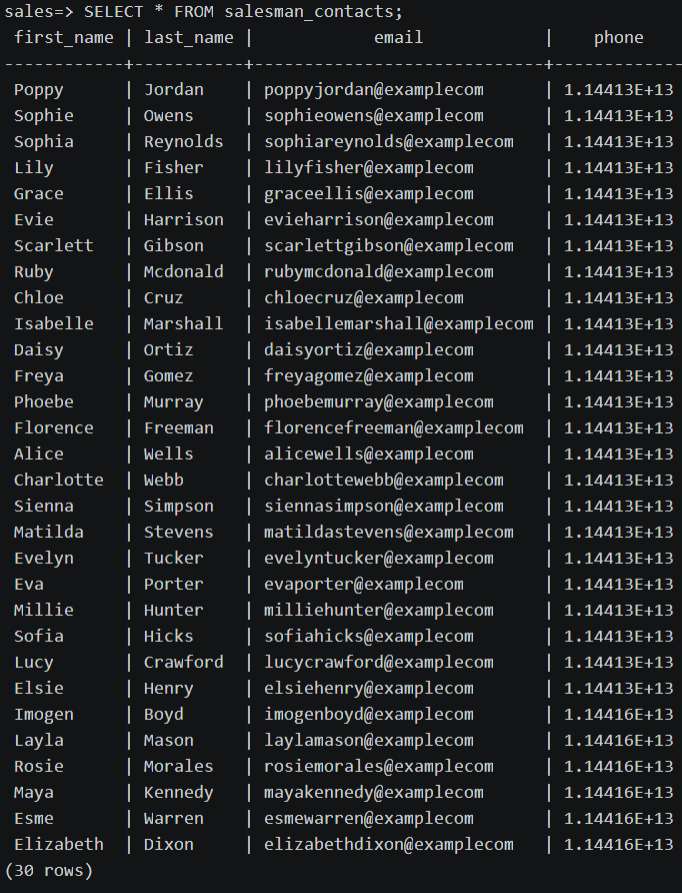 sales=> SELECT * FROM salesman_contacts;
first_name | last_name | email | phone
------------+-----------+------------------------------+-------------
Poppy | Jordan | poppyjordan@examplecom | 1.14413E+13
Sophie | Owens | sophieowens@examplecom | 1.14413E+13
Sophia | Reynolds | sophiareynolds@examplecom | 1.14413E+13
Lily | Fisher | lilyfisher@examplecom | 1.14413E+13
Grace | Ellis | graceellis@examplecom | 1.14413E+13
Evie | Harrison | evieharrison@examplecom | 1.14413E+13
Scarlett | Gibson | scarlettgibson@examplecom | 1.14413E+13
Ruby | Mcdonald | rubymcdonald@examplecom | 1.14413E+13
Chloe | Cruz | chloecruz@examplecom | 1.14413E+13
Isabelle | Marshall | isabellemarshall@examplecom | 1.14413E+13
Daisy | Ortiz | daisyortiz@examplecom | 1.14413E+13
Freya | Gomez | freyagomez@examplecom | 1.14413E+13
Phoebe | Murray | phoebemurray@examplecom | 1.14413E+13
Florence | Freeman | florencefreeman@examplecom | 1.14413E+13
Alice | Wells | alicewells@examplecom | 1.14413E+13
Charlotte | Webb | charlottewebb@examplecom | 1.14413E+13
Sienna | Simpson | siennasimpson@examplecom | 1.14413E+13
Matilda | Stevens | matildastevens@examplecom | 1.14413E+13
Evelyn | Tucker | evelyntucker@examplecom | 1.14413E+13
Eva | Porter | evaporter@examplecom | 1.14413E+13
Millie | Hunter | milliehunter@examplecom | 1.14413E+13
Sofia | Hicks | sofiahicks@examplecom | 1.14413E+13
Lucy | Crawford | lucycrawford@examplecom | 1.14413E+13
Elsie | Henry | elsiehenry@examplecom | 1.14413E+13
Imogen | Boyd | imogenboyd@examplecom | 1.14416E+13
Layla | Mason | laylamason@examplecom | 1.14416E+13
Rosie | Morales | rosiemorales@examplecom | 1.14416E+13
Maya | Kennedy | mayakennedy@examplecom | 1.14416E+13
Esme | Warren | esmewarren@examplecom | 1.14416E+13
Elizabeth | Dixon | elizabethdixon@examplecom | 1.14416E+13
(30 rows)